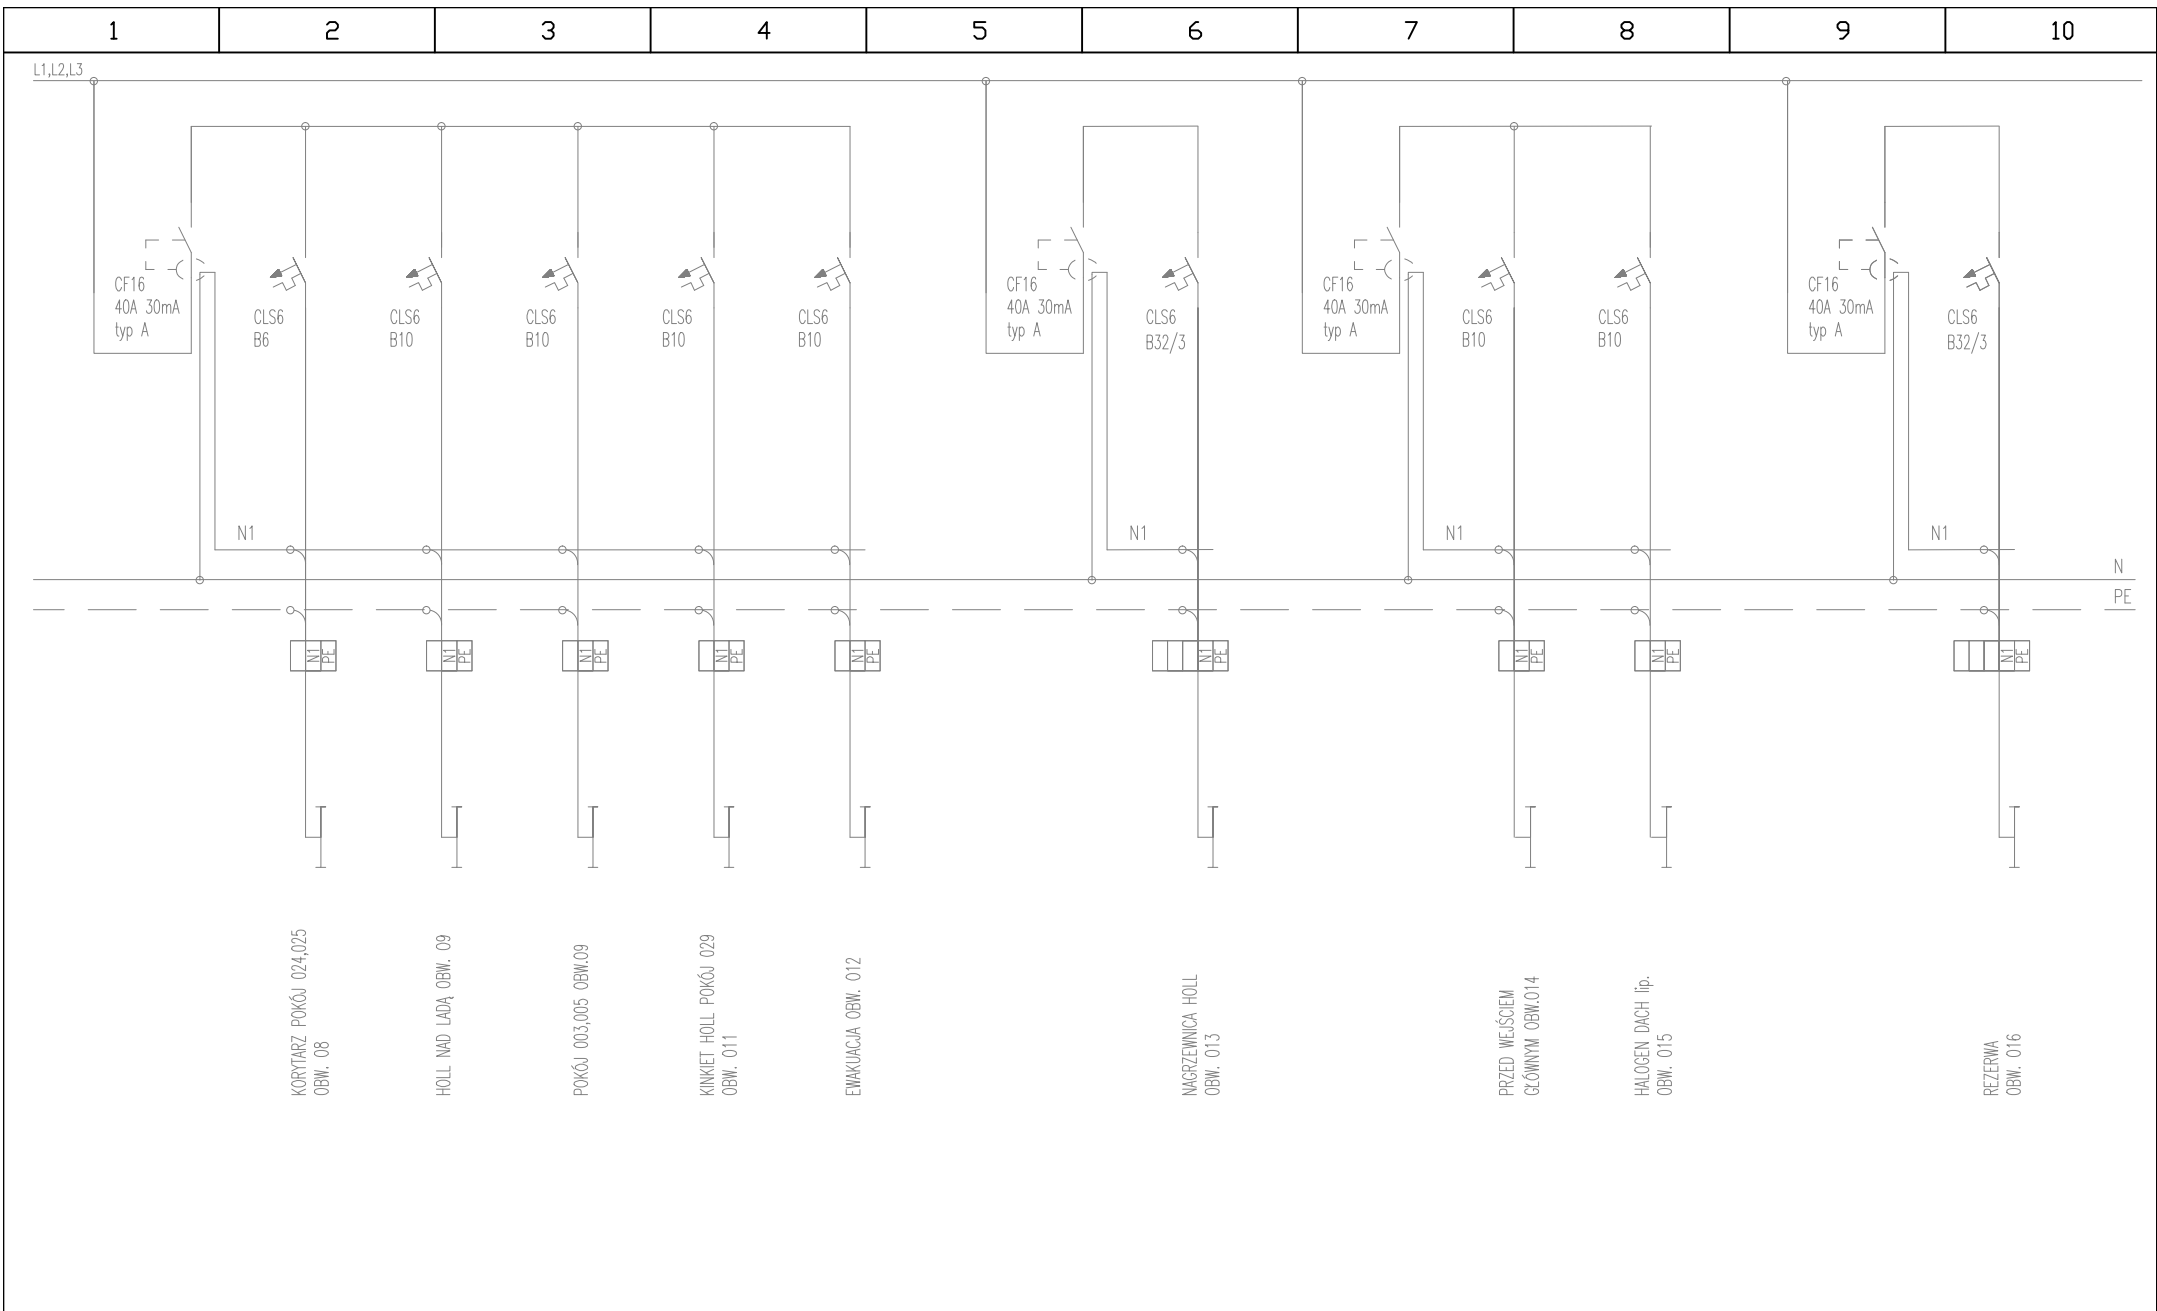 1 2 3 4 5 6 7 8 9 10
L1,L2,L3
CF16
40A 30mA
typ A
CLS6
B6
CLS6
B10
CLS6
B10
CLS6
B10
CLS6
B10
CF16
40A 30mA
typ A
CLS6
B32/3
CF16
40A 30mA
typ A
CLS6
B10
CLS6
B10
CF16
40A 30mA
typ A
CLS6
B32/3
N1 N1 N1 N1
N
PE
N1 PE
N1 PE
N1 PE
N1 PE
N1 PE
N1 PE
N1 PE
N1 PE
N1 PE
KORYTARZ POKÓJ 024,025
OBW. 08
HOLL NAD LADĄ OBW. 09
POKÓJ 003,005 OBW.09
KINKIET HOLL POKÓJ 029
OBW. 011
EWAKUACJA OBW. 012
NAGRZEWNICA HOLL
OBW. 013
PRZED WEJŚCIEM
GŁÓWNYM OBW.014
HALOGEN DACH lip.
OBW. 015
REZERWA
OBW. 016